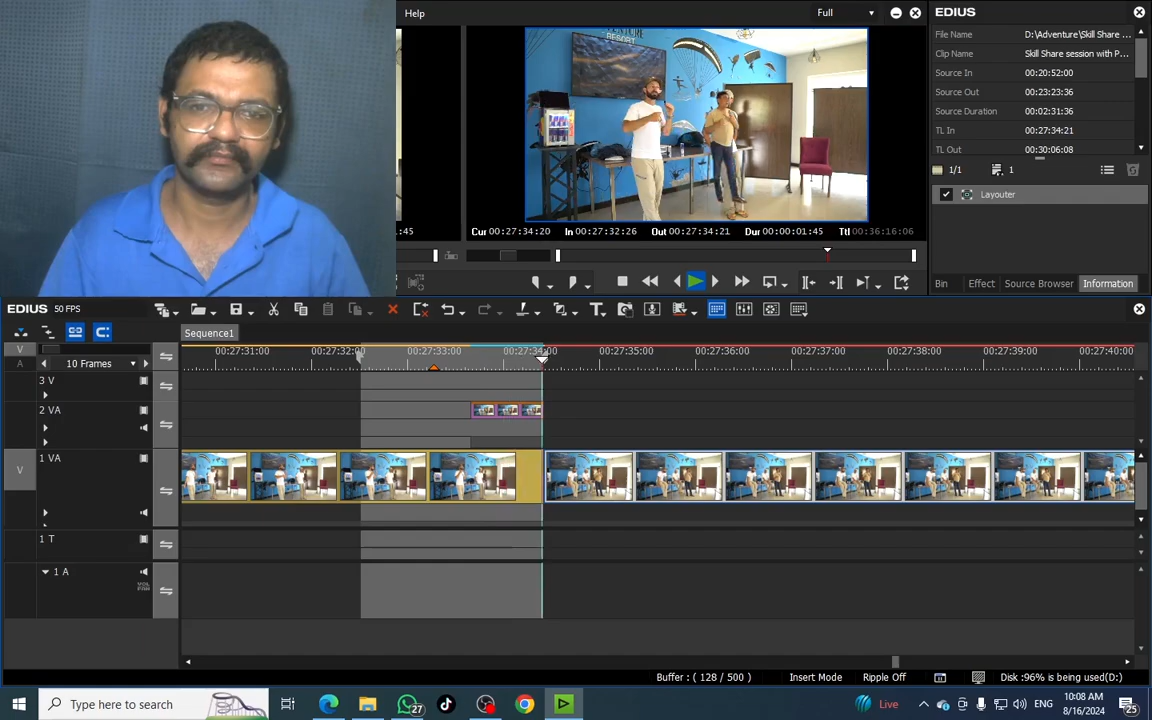 Help
Full
EDIUS
File Name D:\Adventure\Skill Share ...
Clip Name Skill Share session with P...
Source In 00:20:52:00
Source Out 00:23:23:36
Source Duration 00:02:31:36
TL In 00:27:34:21
TL Out 00:30:06:08
RESORT
:45 Cur 00:27:34:20 In 00:27:32:26 Out 00:27:34:21 Dur 00:00:01:45 Ttl 00:36:16:06
1/1 1
Layouter
Bin Effect Source Browser Information
EDIUS 50 FPS
Sequence1
V
A
10 Frames
00:27:31:00 00:27:32:00 00:27:33:00 00:27:34:00 00:27:35:00 00:27:36:00 00:27:37:00 00:27:38:00 00:27:39:00 00:27:40:00
3 V
2 VA
1 VA
V
1 T
1 A
VOL
PAN
Buffer : ( 128 / 500 ) Insert Mode Ripple Off Disk :96% is being used(D:)
Type here to search
27
Live
10:08 AM
8/16/2024
25